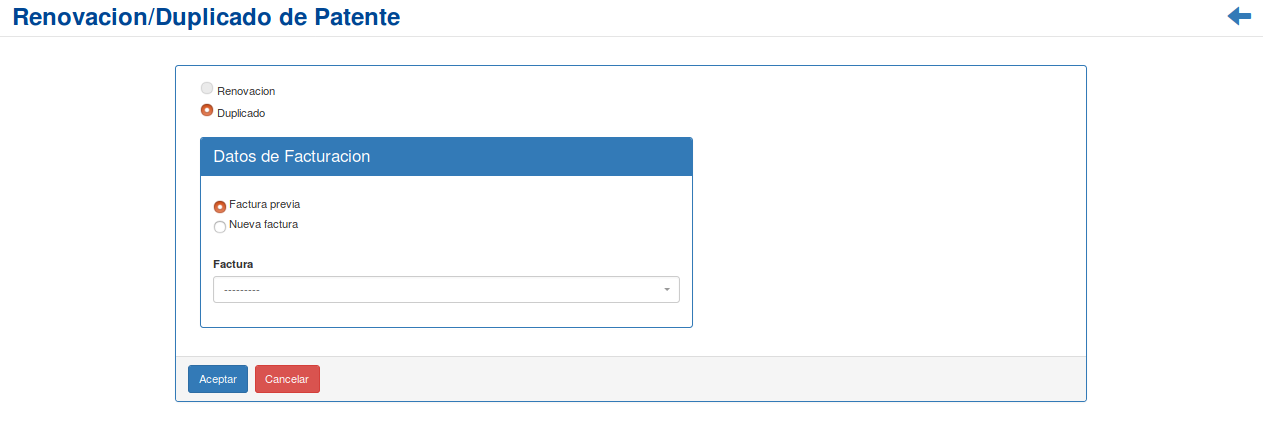 Renovacion/Duplicado de Patente
Renovacion
Duplicado
Datos de Facturacion
Factura previa
Nueva factura
Factura
---------
Aceptar
Cancelar